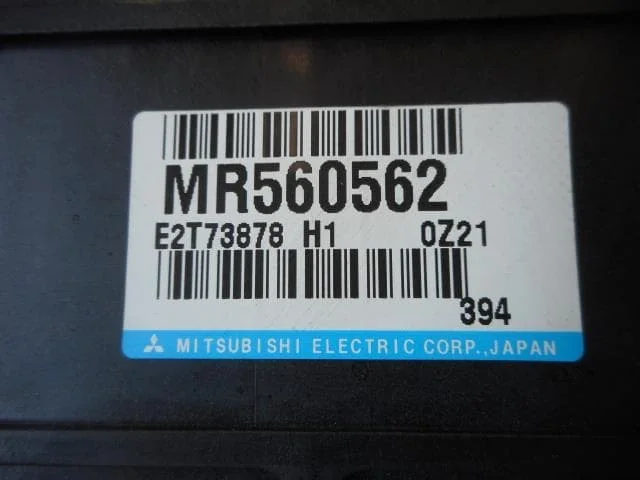 MR560562
E2T73878 H1 0Z21
394
MITSUBISHI ELECTRIC CORP.,JAPAN